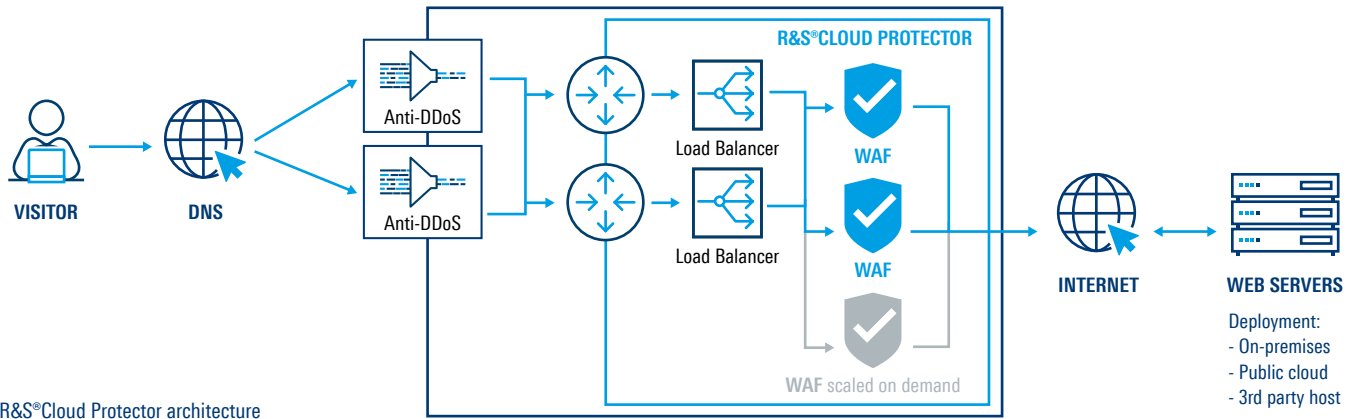 R&S®CLOUD PROTECTOR
Anti-DDoS
Load Balancer
WAF
VISITOR
DNS
Anti-DDoS
Load Balancer
WAF
INTERNET
WEB SERVERS
Deployment:
- On-premises
- Public cloud
- 3rd party host
WAF scaled on demand
R&S®Cloud Protector architecture